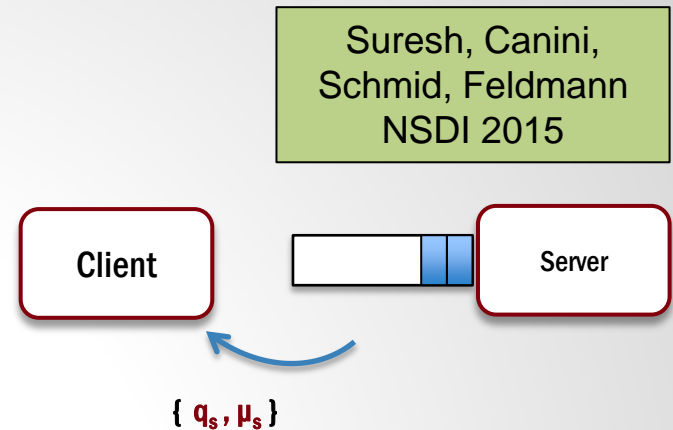 Suresh, Canini,
Schmid, Feldmann
NSDI 2015
Client
Server
{ qₛ , μₛ }